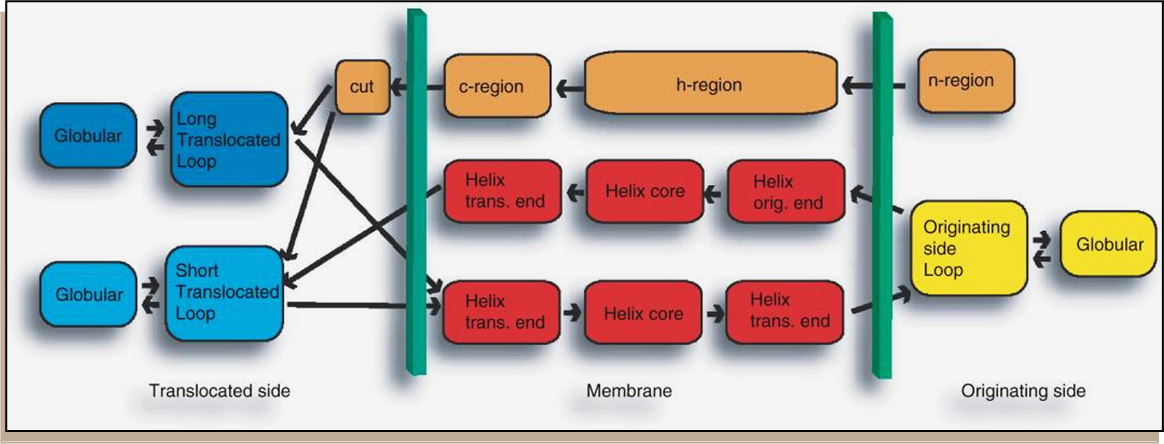 cut
c-region
h-region
n-region
Globular
Long
Translocated
Loop
Helix
trans. end
Helix core
Helix
orig. end
Originating
side
Loop
Globular
Globular
Short
Translocated
Loop
Helix
trans. end
Helix core
Helix
trans. end
Translocated side
Membrane
Originating side